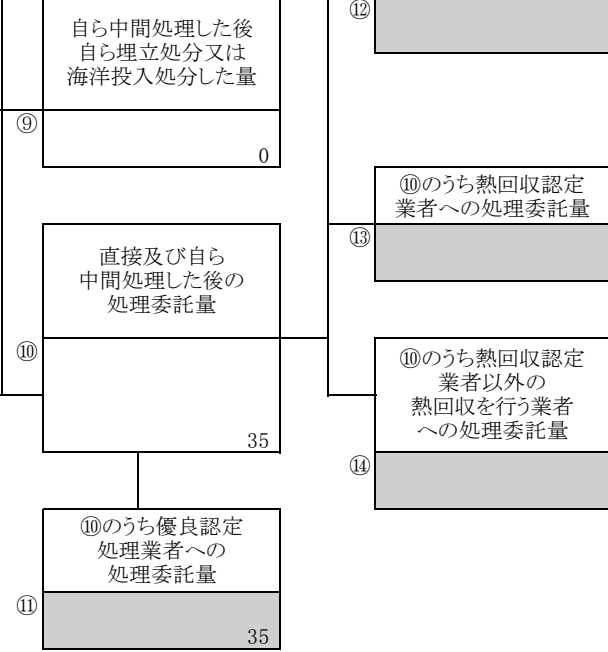 自ら中間処理した後
自ら埋立処分又は
海洋投入処分した量
⑨
0
直接及び自ら
中間処理した後の
処理委託量
⑩
35
⑩のうち優良認定
処理業者への
処理委託量
⑪
35
⑫
⑩のうち熱回収認定
業者への処理委託量
⑬
⑩のうち熱回収認定
業者以外の
熱回収を行う業者
への処理委託量
⑭